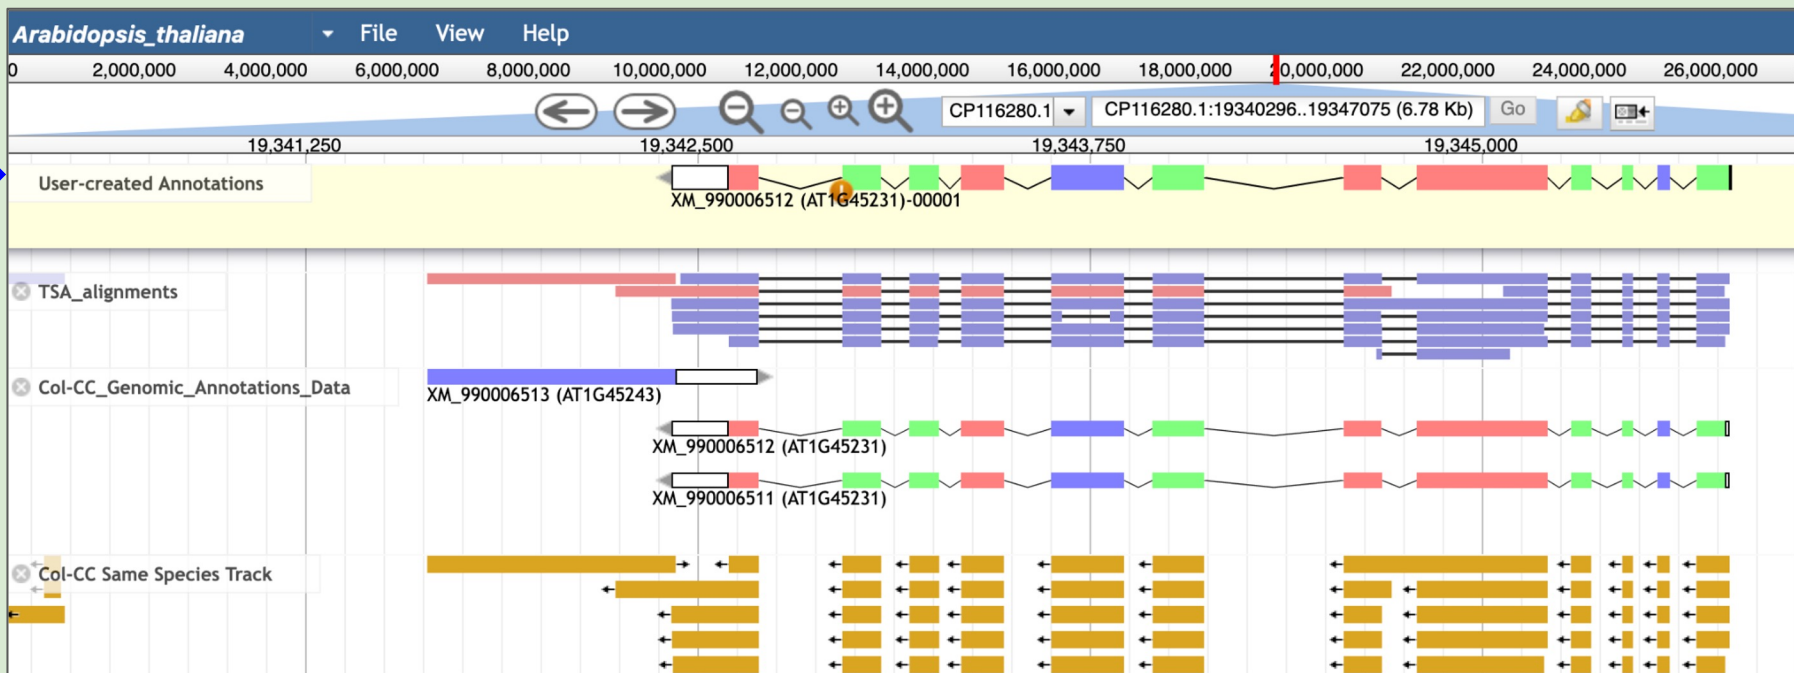 Arabidopsis_thaliana File View Help
0 2,000,000 4,000,000 6,000,000 8,000,000 10,000,000 12,000,000 14,000,000 16,000,000 18,000,000 20,000,000 22,000,000 24,000,000 26,000,000
CP116280.1 CP116280.1:19340296..19347075 (6.78 Kb) Go
19,341,250 19,342,500 19,343,750 19,345,000
User-created Annotations
XM_990006512 (AT1G45231)-00001
TSA_alignments
Col-CC_Genomic_Annotations_Data
XM_990006513 (AT1G45243)
XM_990006512 (AT1G45231)
XM_990006511 (AT1G45231)
Col-CC Same Species Track